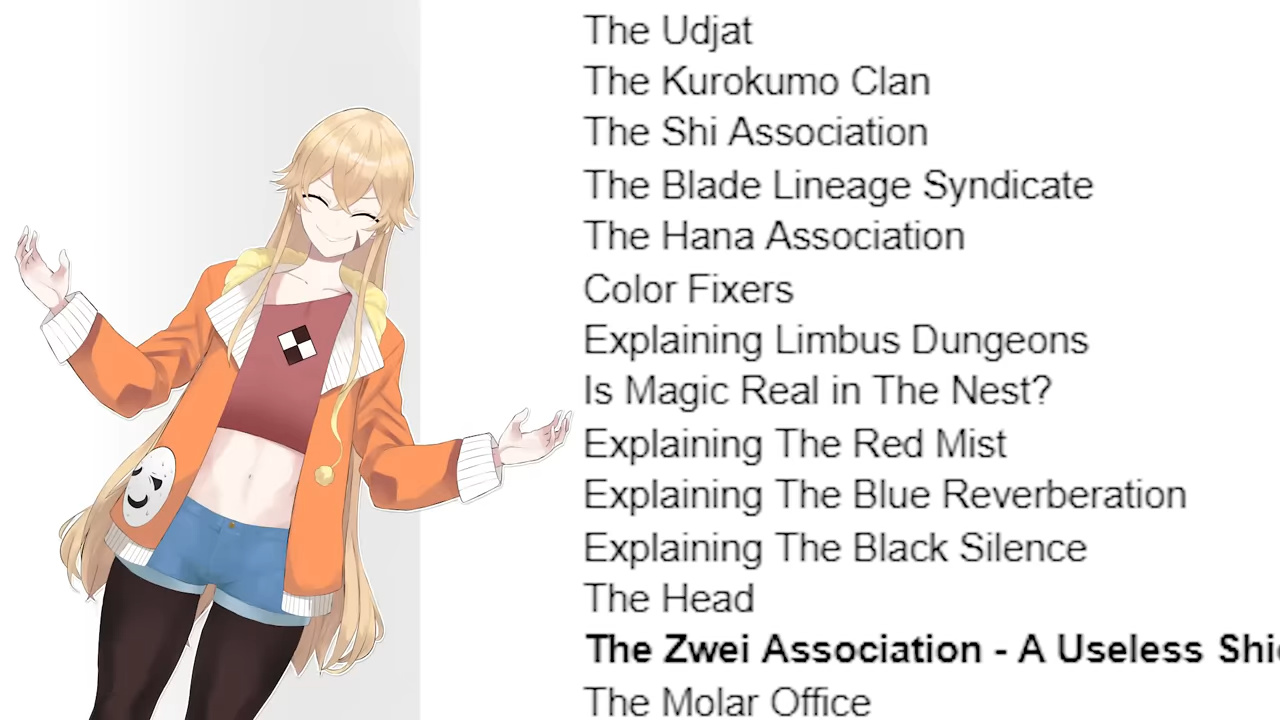 The Udjat
The Kurokumo Clan
The Shi Association
The Blade Lineage Syndicate
The Hana Association
Color Fixers
Explaining Limbus Dungeons
Is Magic Real in The Nest?
Explaining The Red Mist
Explaining The Blue Reverberation
Explaining The Black Silence
The Head
The Zwei Association - A Useless
The Molar Office